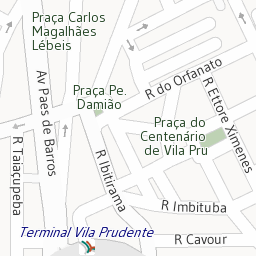 Praça Carlos
Magalhães
Lébeis
Av Paes de Barros
Praça Pe.
Damião
R do Orfanato
R Ettore Ximenes
Praça do
Centenário
de Vila Pru
R Taiaçupeba
R Ibitirama
R Imbituba
Terminal Vila Prudente
R Cavour